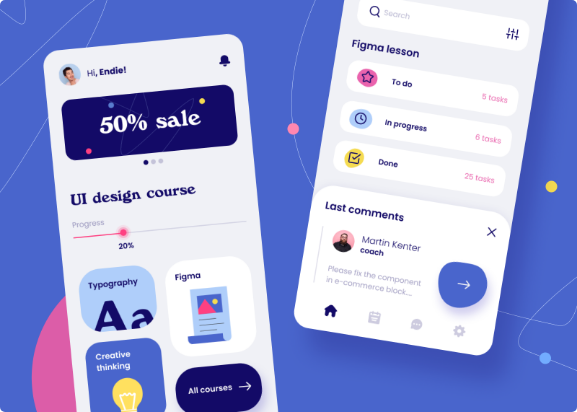 Hi, Endie!
50% sale
UI design course
Progress
20%
Typography
Aa
Figma
Creative
thinking
All courses
Search
Figma lesson
To do
5 tasks
In progress
6 tasks
Done
25 tasks
Last comments
Martin Kenter
coach
Please fix the component
in e-commerce block...